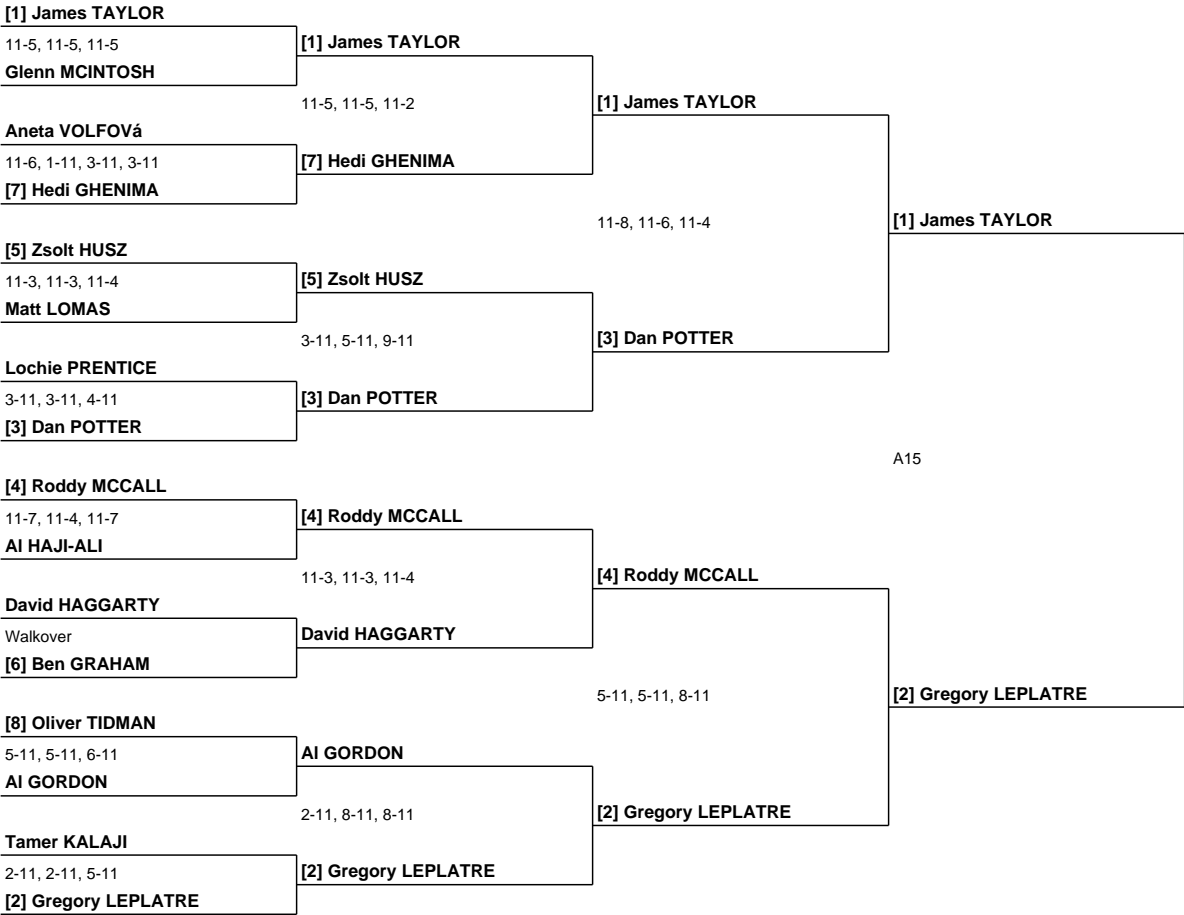 [1] James TAYLOR
11-5, 11-5, 11-5
Glenn MCINTOSH
[1] James TAYLOR
11-5, 11-5, 11-2
[1] James TAYLOR
Aneta VOLFOVá
11-6, 1-11, 3-11, 3-11
[7] Hedi GHENIMA
[7] Hedi GHENIMA
11-8, 11-6, 11-4
[1] James TAYLOR
[5] Zsolt HUSZ
11-3, 11-3, 11-4
Matt LOMAS
[5] Zsolt HUSZ
3-11, 5-11, 9-11
[3] Dan POTTER
Lochie PRENTICE
3-11, 3-11, 4-11
[3] Dan POTTER
[3] Dan POTTER
A15
[4] Roddy MCCALL
11-7, 11-4, 11-7
Al HAJI-ALI
[4] Roddy MCCALL
11-3, 11-3, 11-4
[4] Roddy MCCALL
David HAGGARTY
Walkover
[6] Ben GRAHAM
David HAGGARTY
5-11, 5-11, 8-11
[2] Gregory LEPLATRE
[8] Oliver TIDMAN
5-11, 5-11, 6-11
Al GORDON
Al GORDON
2-11, 8-11, 8-11
[2] Gregory LEPLATRE
Tamer KALAJI
2-11, 2-11, 5-11
[2] Gregory LEPLATRE
[2] Gregory LEPLATRE